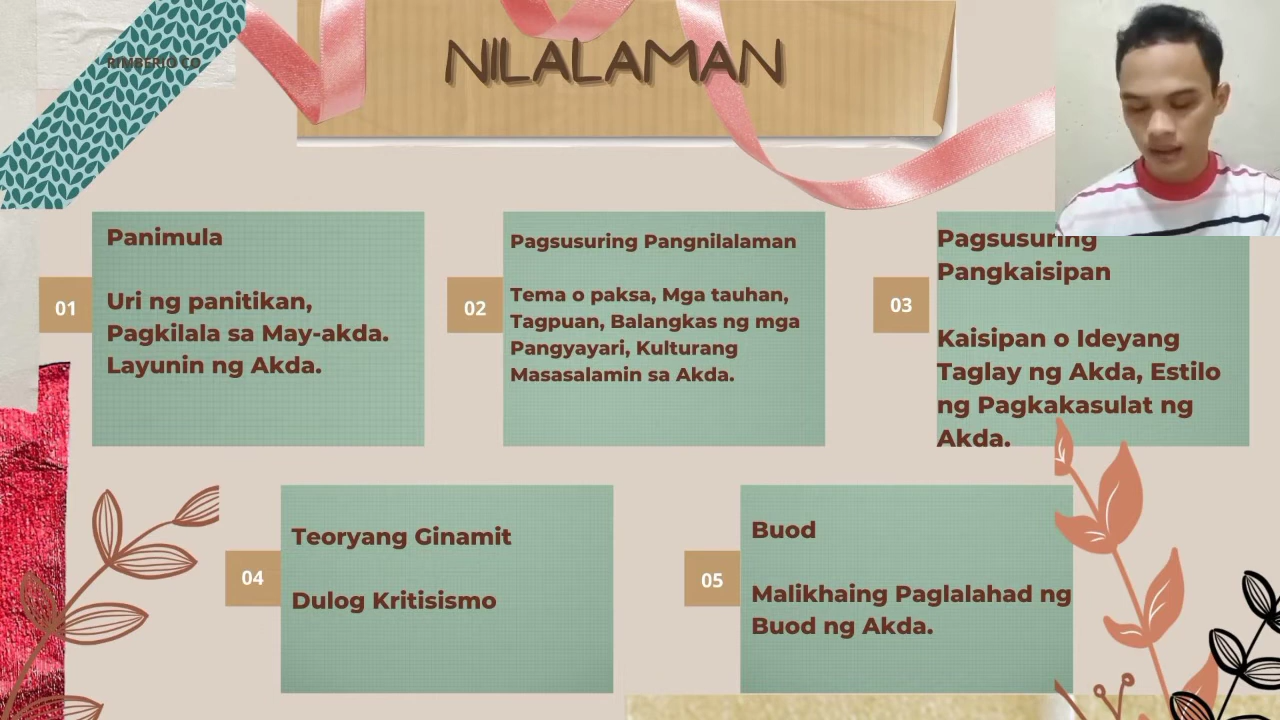 RIMBERIO CO
NILALAMAN
01
Panimula
Uri ng panitikan,
Pagkilala sa May-akda.
Layunin ng Akda.
02
Pagsusuring Pangnilalaman
Tema o paksa, Mga tauhan,
Tagpuan, Balangkas ng mga
Pangyayari, Kulturang
Masasalamin sa Akda.
03
Pagsusuring
Pangkaisipan
Kaisipan o Ideyang
Taglay ng Akda, Estilo
ng Pagkakasulat ng
Akda.
04
Teoryang Ginamit
Dulog Kritisismo
05
Buod
Malikhaing Paglalahad ng
Buod ng Akda.